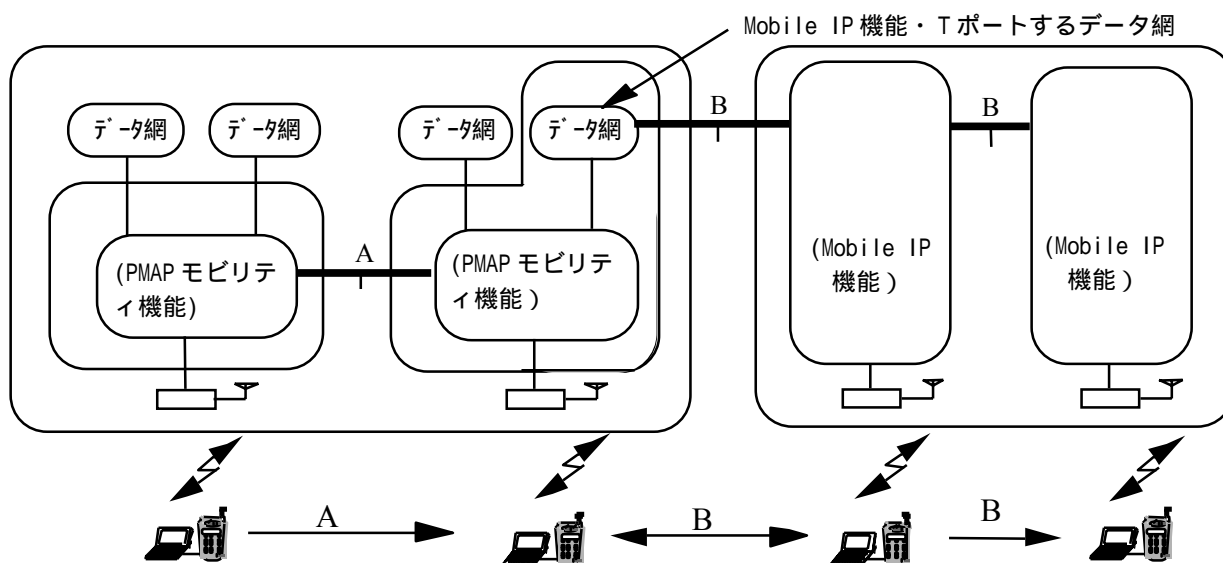 Mobile IP 機能・Tポートするデータ網
データ網
データ網
データ網
データ網
B
B
A
(PMAP モビリテ
ィ機能)
(PMAP モビリテ
ィ機能)
(Mobile IP
機能)
(Mobile IP
機能)
A
B
B